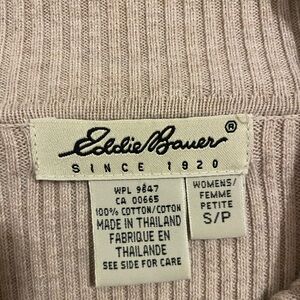 Eddie Bauer®
SINCE 1920
WPL 9847
CA 00665
100% COTTON/COTON
MADE IN THAILAND
FABRIQUE EN
THAILANDE
SEE SIDE FOR CARE
WOMENS/
FEMME
PETITE
S/P